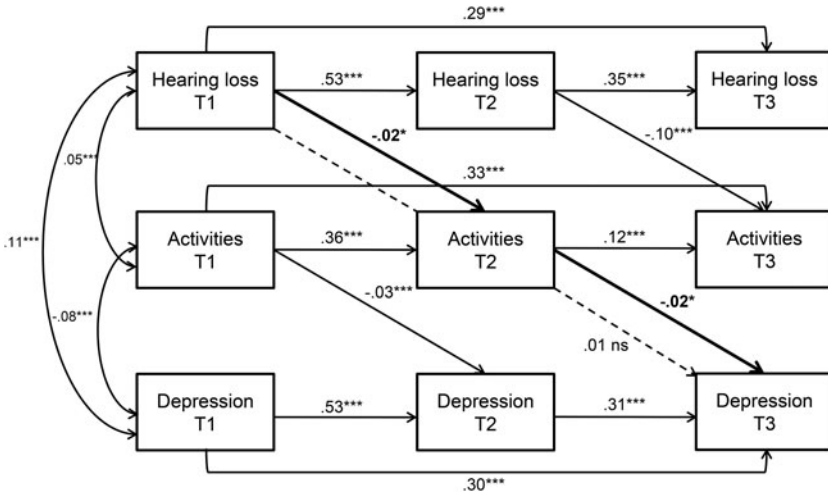 .29***
Hearing loss
T1
.53***
Hearing loss
T2
.35***
Hearing loss
T3
-.02*
-.10***
.05***
.33***
.11***
Activities
T1
.36***
Activities
T2
.12***
Activities
T3
-.03***
-.02*
-.08***
.01 ns
Depression
T1
.53***
Depression
T2
.31***
Depression
T3
.30***